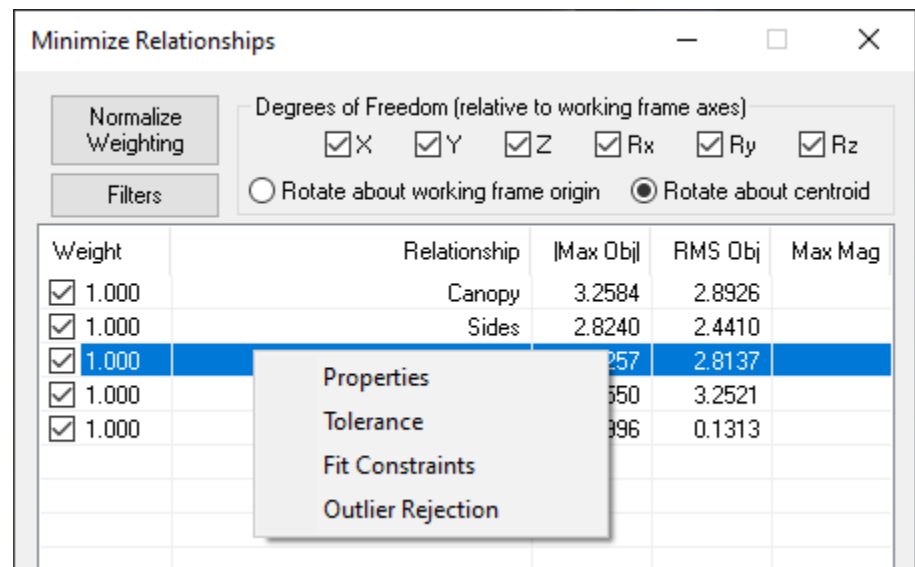 Minimize Relationships
Normalize Weighting
Degrees of Freedom (relative to working frame axes)
X Y Z Rx Ry Rz
Filters
Rotate about working frame origin Rotate about centroid
Weight Relationship |Max Obj| RMS Obj Max Mag
1.000 Canopy 3.2584 2.8926
1.000 Sides 2.8240 2.4410
1.000 257 2.8137
1.000 550 3.2521
1.000 996 0.1313
Properties
Tolerance
Fit Constraints
Outlier Rejection